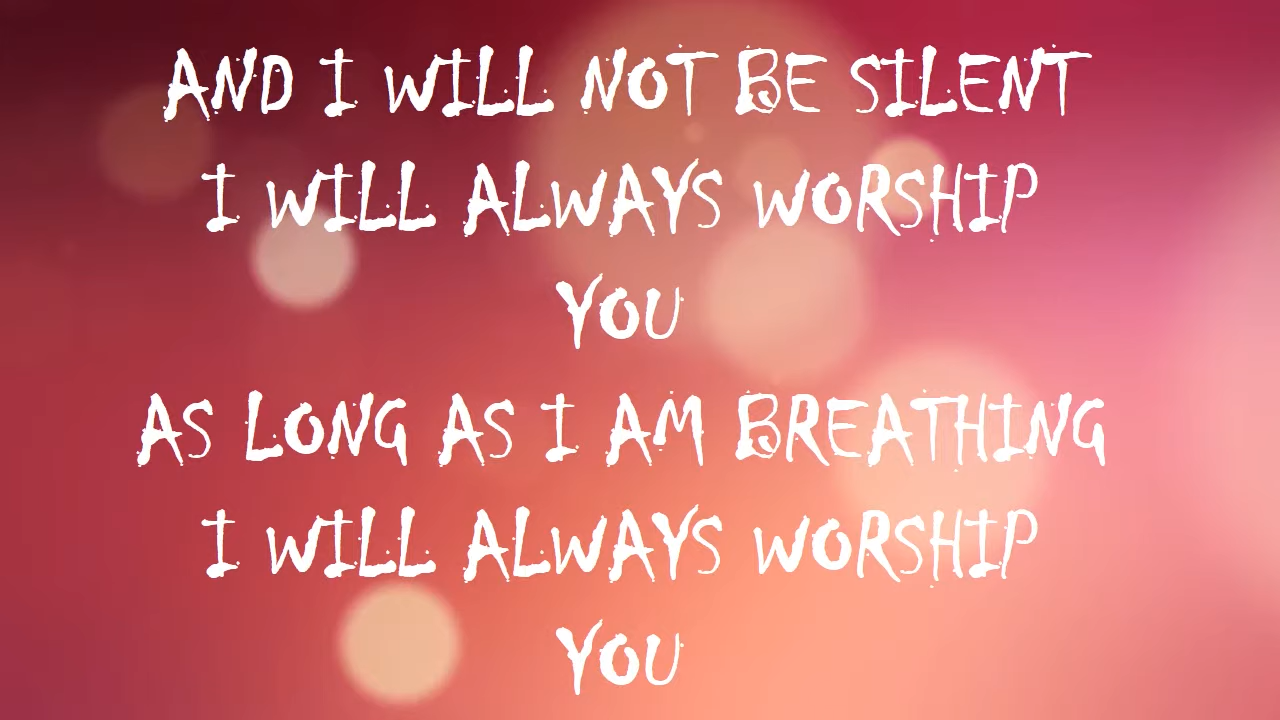 AND I WILL NOT BE SILENT
I WILL ALWAYS WORSHIP
YOU
AS LONG AS I AM BREATHING
I WILL ALWAYS WORSHIP
YOU